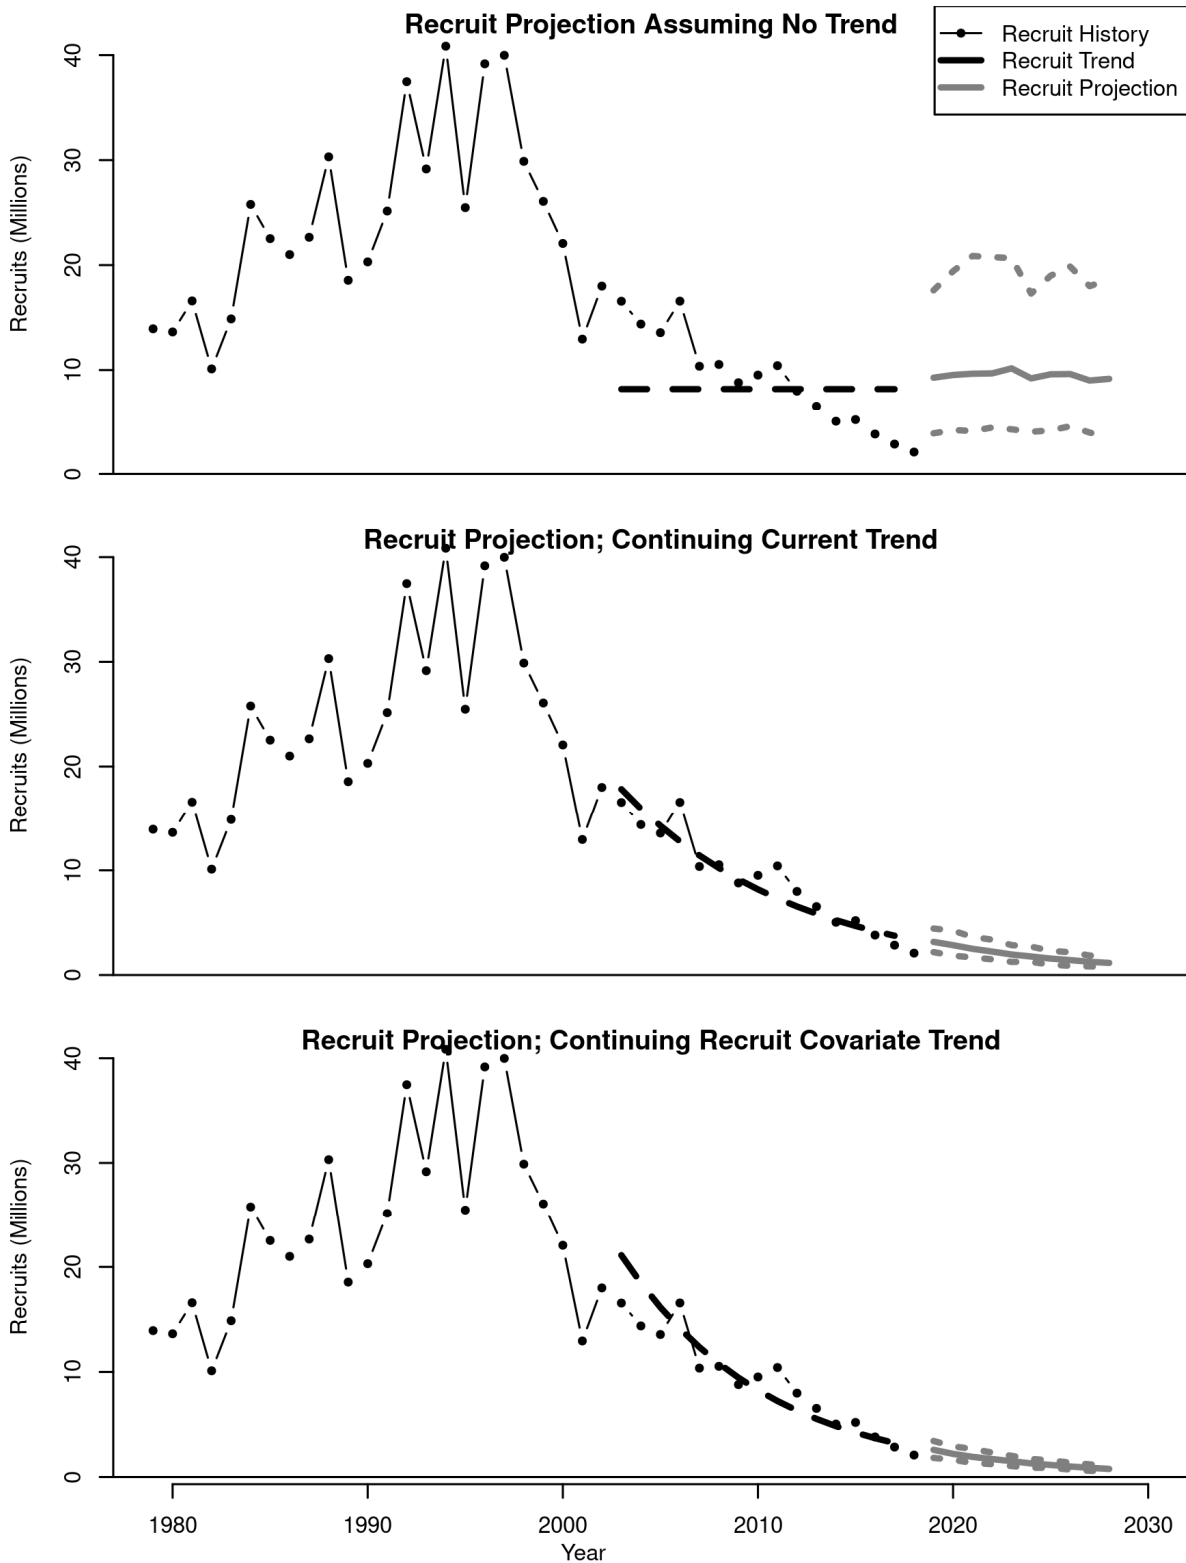 Recruit Projection Assuming No Trend
Recruit History
Recruit Trend
Recruit Projection
Recruits (Millions)
40
30
20
10
0
Recruit Projection; Continuing Current Trend
Recruits (Millions)
40
30
20
10
0
Recruit Projection; Continuing Recruit Covariate Trend
Recruits (Millions)
40
30
20
10
0
1980 1990 2000 2010 2020 2030
Year